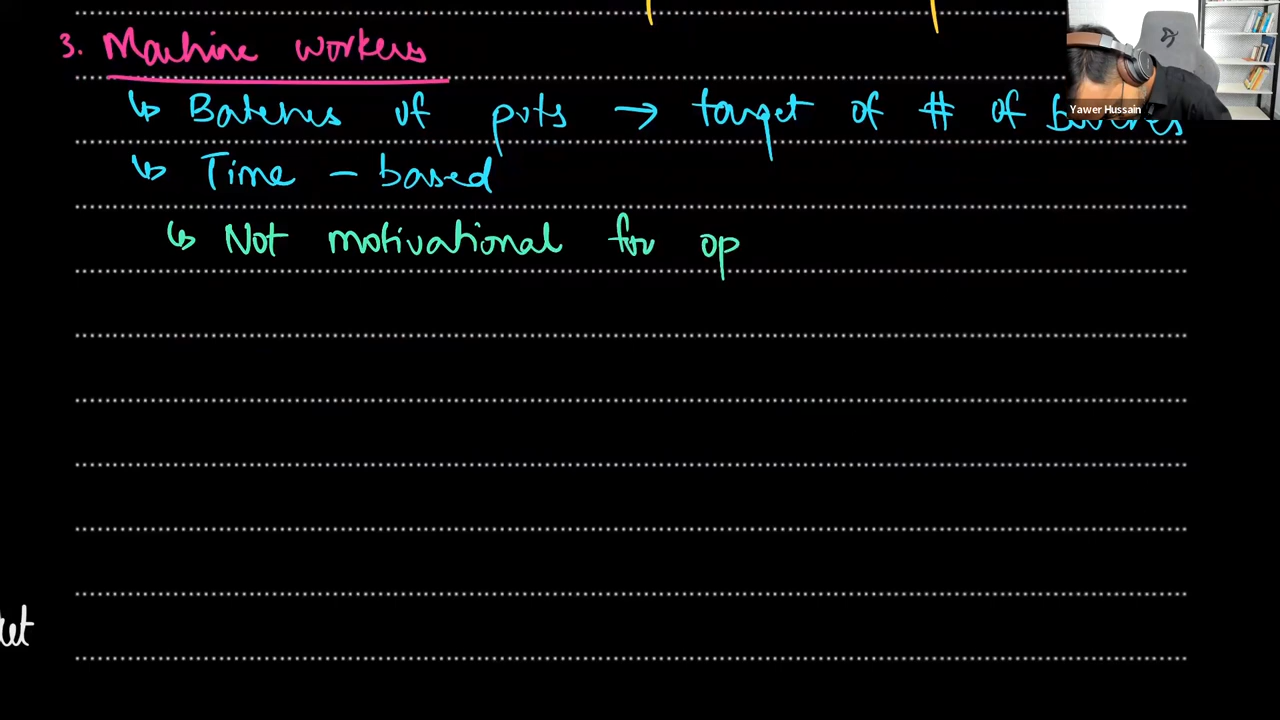 3. Machine workers
↳ Batches of pots → target of # of batches
Yawer Hussain
↳ Time - based
↳ Not motivational for op